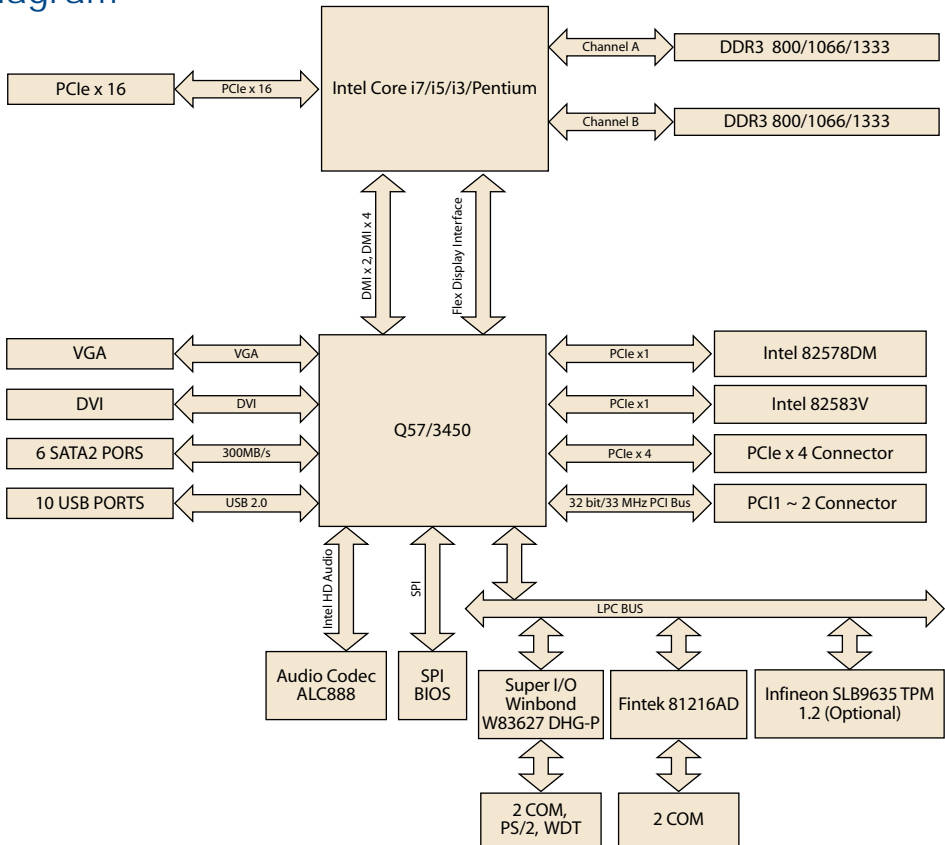 PCIe x 16
PCIe x 16
Intel Core i7/i5/i3/Pentium
Channel A
DDR3 800/1066/1333
Channel B
DDR3 800/1066/1333
DMI x 2, DMI x 4
Flex Display Interface
VGA
VGA
DVI
DVI
6 SATA2 PORS
300MB/s
10 USB PORTS
USB 2.0
Q57/3450
PCIe x1
Intel 82578DM
PCIe x1
Intel 82583V
PCIe x 4
PCIe x 4 Connector
32 bit/33 MHz PCI Bus
PCI1 ~ 2 Connector
Intel HD Audio
SPI
LPC BUS
Audio Codec
ALC888
SPI
BIOS
Super I/O
Winbond
W83627 DHG-P
Fintek 81216AD
Infineon SLB9635 TPM
1.2 (Optional)
2 COM,
PS/2, WDT
2 COM